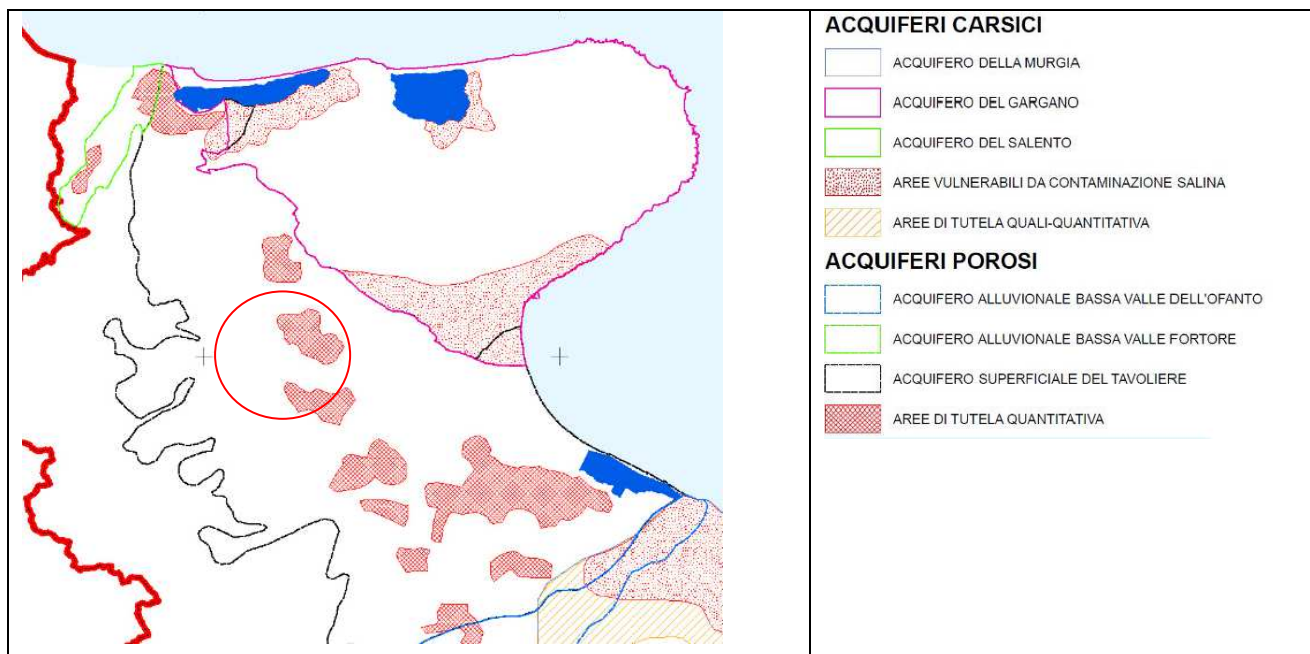 ACQUIFERI CARSICI
ACQUIFERO DELLA MURGIA
ACQUIFERO DEL GARGANO
ACQUIFERO DEL SALENTO
AREE VULNERABILI DA CONTAMINAZIONE SALINA
AREE DI TUTELA QUALI-QUANTITATIVA
ACQUIFERI POROSI
ACQUIFERO ALLUVIONALE BASSA VALLE DELL'OFANTO
ACQUIFERO ALLUVIONALE BASSA VALLE FORTORE
ACQUIFERO SUPERFICIALE DEL TAVOLIERE
AREE DI TUTELA QUANTITATIVA